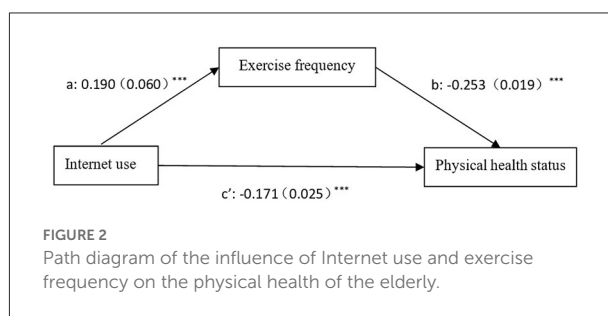 Exercise frequency
a: 0.190（0.060）***
b: -0.253（0.019）***
Internet use
Physical health status
c’: -0.171（0.025）***
FIGURE 2
Path diagram of the influence of Internet use and exercise
frequency on the physical health of the elderly.